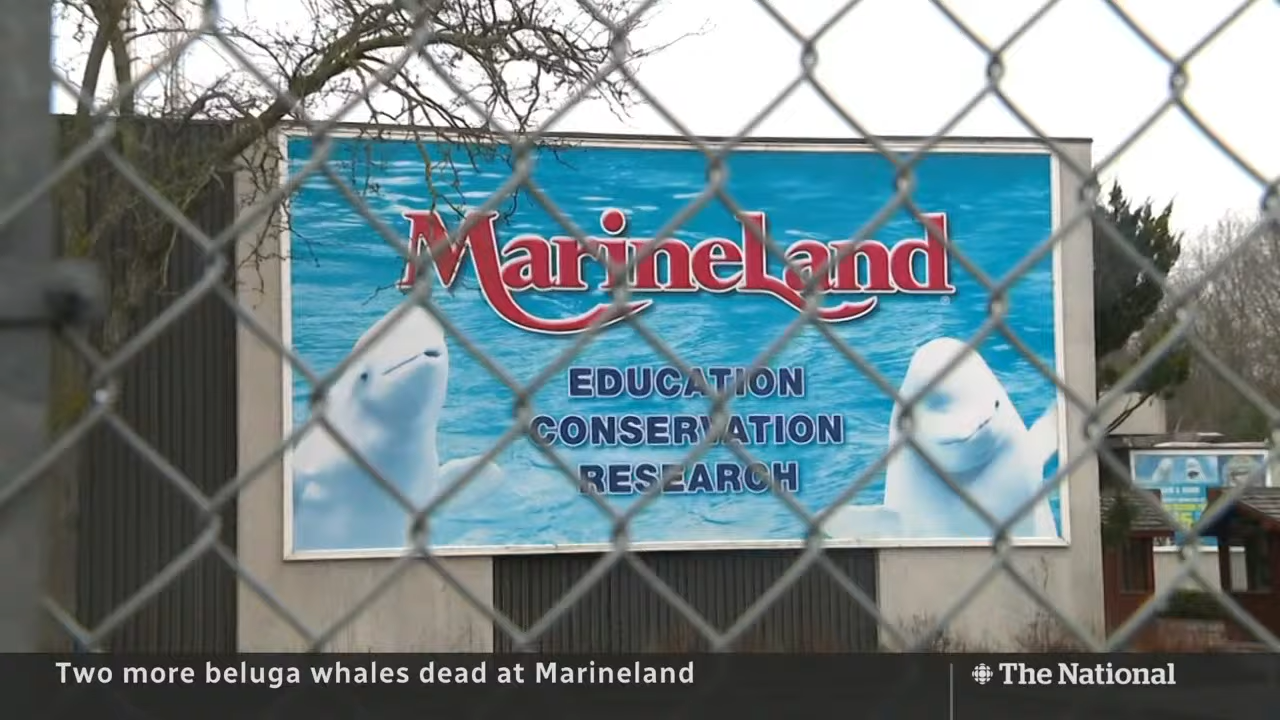 MarineLand
®
EDUCATION
CONSERVATION
RESEARCH
Two more beluga whales dead at Marineland
The National